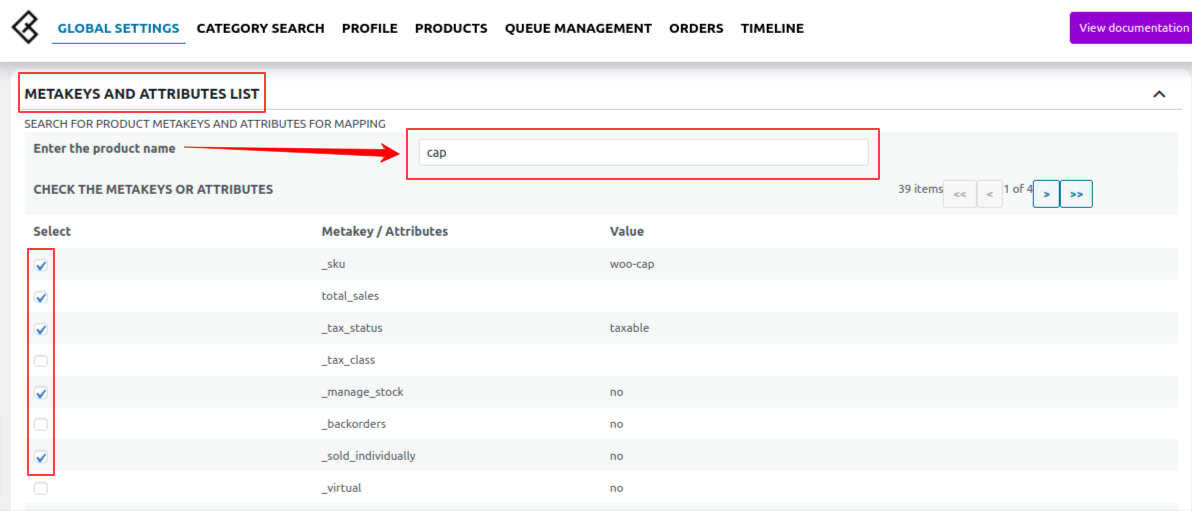 GLOBAL SETTINGS CATEGORY SEARCH PROFILE PRODUCTS QUEUE MANAGEMENT ORDERS TIMELINE View documentation
METAKEYS AND ATTRIBUTES LIST
SEARCH FOR PRODUCT METAKEYS AND ATTRIBUTES FOR MAPPING
Enter the product name cap
CHECK THE METAKEYS OR ATTRIBUTES 39 items << < 1 of 4 > >>
Select Metakey / Attributes Value
_sku woo-cap
total_sales
_tax_status taxable
_tax_class
_manage_stock no
_backorders no
_sold_individually no
_virtual no